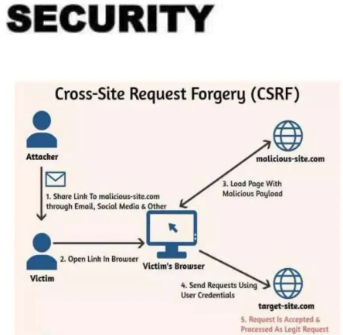 SECURITY
Cross-Site Request Forgery (CSRF)
Attacher
malicious-site.com
1. Share Link To malicious-site.com
through Email, Social Media & Other
3. Load Page With
Malicious Payload
2. Open Link In Browser
Victim
Victim's Browser
4. Send Requests Using
User Credentials
target-site.com
5. Request Is Accepted &
Processed As Legit Request